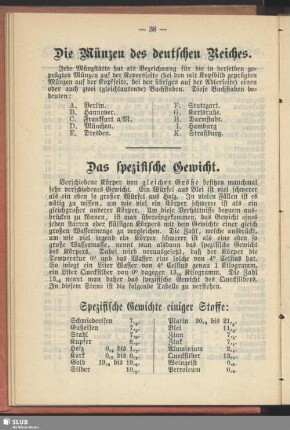 — 38 —
Die Münzen des deutschen Reiches.
Jede Münzstätte hat als Bezeichnung für die in derselben ge-
prägten Münzen auf der Reversseite (bei den mit Kopfbild geprägten
Münzen auf der Kopfseite, bei den übrigen auf der Adlerseite) einen
oder auch zwei (gleichlautende) Buchstaben. Diese Buchstaben be-
deuten:
A. Berlin.
B. Hannover.
C. Frankfurt a/M.
D. München.
E. Dresden.
F. Stuttgart.
G. Karlsruhe.
H. Darmstadt.
I. Hamburg
K. Straßburg.
Das spezifische Gewicht.
Verschiedene Körper von gleicher Größe besitzen manchmal
sehr verschiedenes Gewicht. Ein Würfel aus Blei ist viel schwerer
als ein eben so großer Würfel aus Holz. In vielen Fällen ist es
nötig zu wissen, um wie viel ein Körper schwerer ist als ein
gleichgroßer anderer Körper. Um diese Verhältnisse bequem aus-
drücken zu können, ist man übereingekommen, das Gewicht eines
jeden festen oder flüssigen Körpers mit dem Gewichte einer eben so
großen Wassermenge zu vergleichen. Die Zahl, welche ausdrückt,
um wie viel irgend ein Körper schwerer ist als eine eben so
große Wassermenge, nennt man alsdann das spezifische Gewicht
des Körpers. Dabei wird vorausgesetzt, daß der Körper die
Temperatur 0° und das Wasser eine solche von 4° Celsius hat.
So wiegt ein Liter Wasser von 4° Celsius genau 1 Kilogramm,
ein Liter Quecksilber von 0° dagegen 13,₆ Kilogramm. Die Zahl
13,₆ nennt man daher das spezifische Gewicht des Quecksilbers.
In diesem Sinne ist die folgende Tabelle zu verstehen:
Spezifische Gewichte einiger Stoffe:
Schmiedeeisen
Gußeisen
Stahl
Kupfer
Holz
Kork
Gold
Silber
Platin
Blei
Zinn
Zink
Aluminium
Quecksilber
Weingeist
Petroleum
SLUB